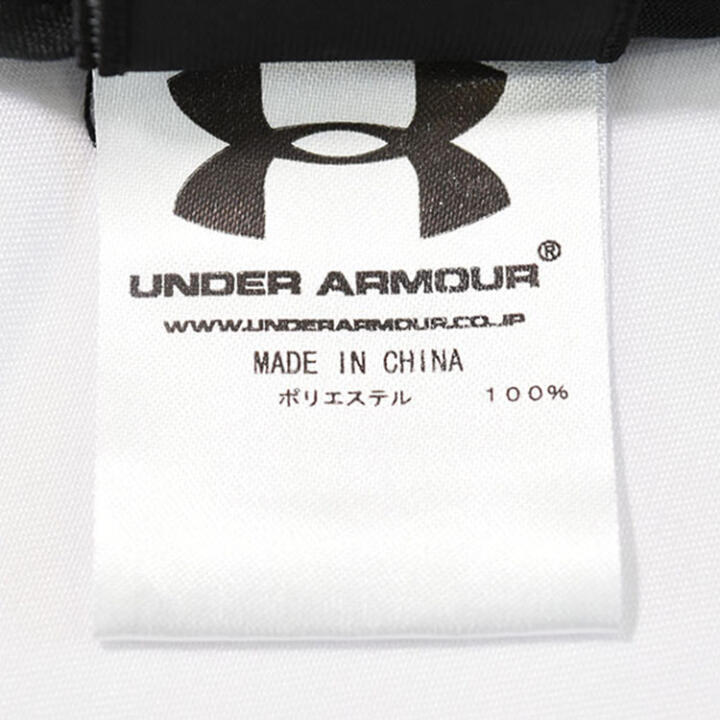 UNDER ARMOUR®
WWW.UNDERARMOUR.CO.JP
MADE IN CHINA
ポリエステル 100%